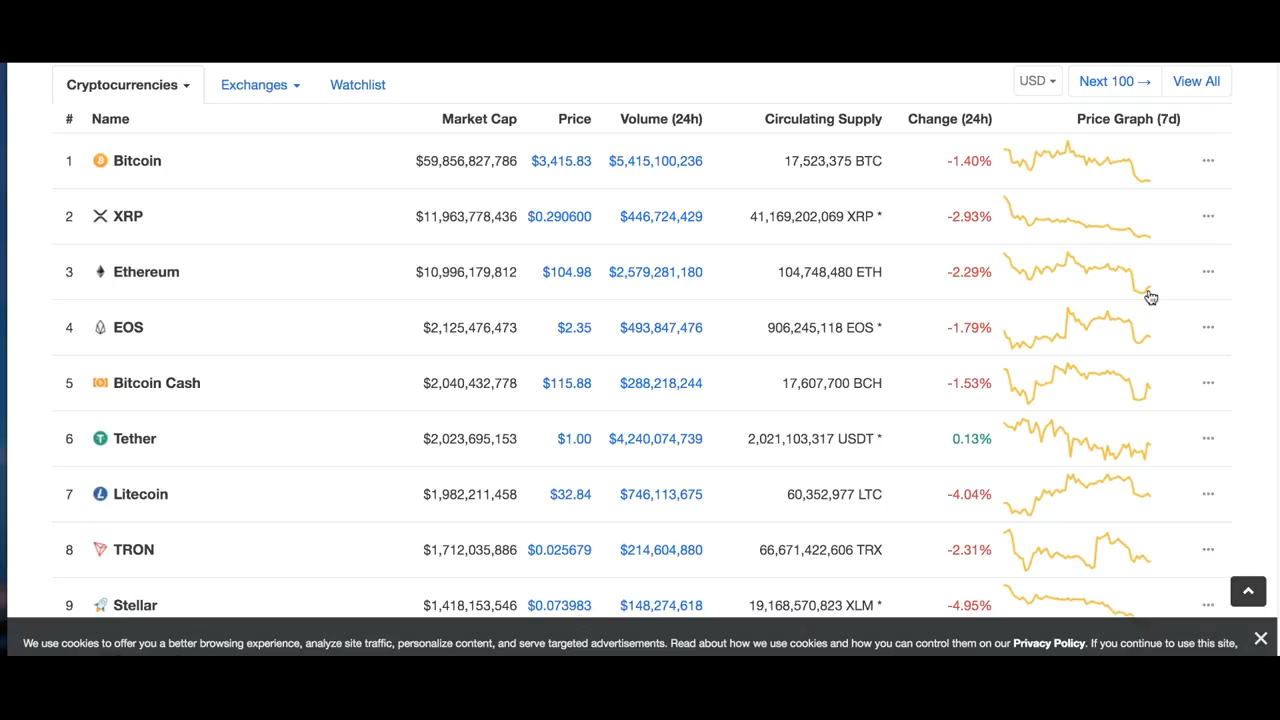 Cryptocurrencies Exchanges Watchlist USD Next 100 → View All
# Name Market Cap Price Volume (24h) Circulating Supply Change (24h) Price Graph (7d)
1 Bitcoin $59,856,827,786 $3,415.83 $5,415,100,236 17,523,375 BTC -1.40%
2 XRP $11,963,778,436 $0.290600 $446,724,429 41,169,202,069 XRP * -2.93%
3 Ethereum $10,996,179,812 $104.98 $2,579,281,180 104,748,480 ETH -2.29%
4 EOS $2,125,476,473 $2.35 $493,847,476 906,245,118 EOS * -1.79%
5 Bitcoin Cash $2,040,432,778 $115.88 $288,218,244 17,607,700 BCH -1.53%
6 Tether $2,023,695,153 $1.00 $4,240,074,739 2,021,103,317 USDT * 0.13%
7 Litecoin $1,982,211,458 $32.84 $746,113,675 60,352,977 LTC -4.04%
8 TRON $1,712,035,886 $0.025679 $214,604,880 66,671,422,606 TRX -2.31%
9 Stellar $1,418,153,546 $0.073983 $148,274,618 19,168,570,823 XLM * -4.95%
We use cookies to offer you a better browsing experience, analyze site traffic, personalize content, and serve targeted advertisements. Read about how we use cookies and how you can control them on our Privacy Policy. If you continue to use this site,